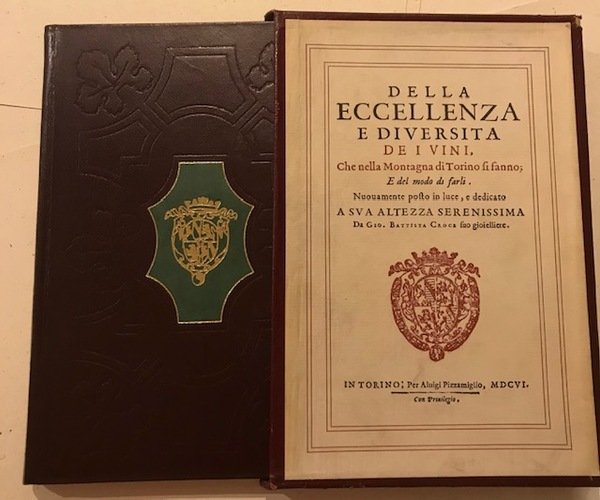 DELLA
ECCELLENZA
E DIVERSITA
DE I VINI,
Che nella Montagna di Torino ſi fanno;
E del modo di farli.
Nuouamente poſto in luce, e dedicato
A SVA ALTEZZA SERENISSIMA
Da GIO. BATTISTA CROCE ſuo gioielliere.
IN TORINO; Per Aluigi Pizzamiglio, MDCVI.
Con Priuilegio.